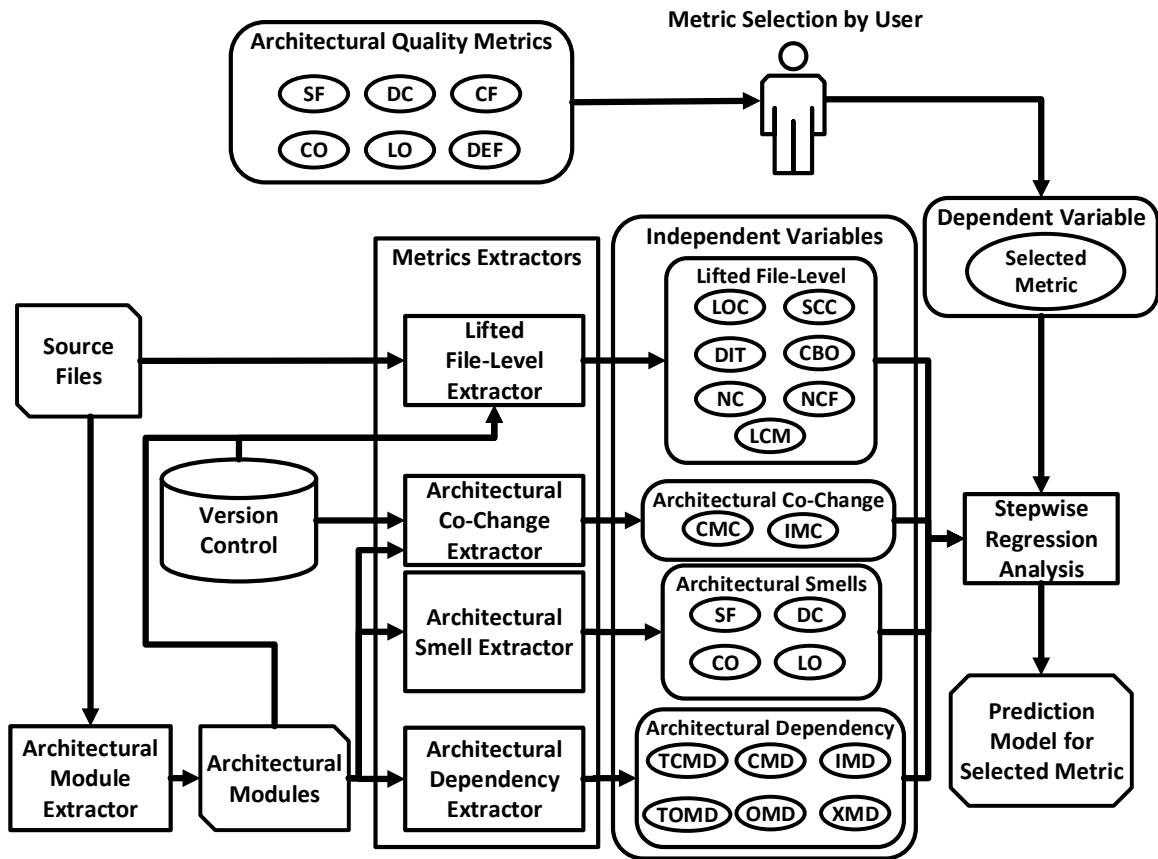 Metric Selection by User
Architectural Quality Metrics
SF DC CF
CO LO DEF
Dependent Variable
Selected
Metric
Independent Variables
Metrics Extractors
Lifted File-Level
LOC SCC
DIT CBO
NC NCF
LCM
Source
Files
Lifted
File-Level
Extractor
Version
Control
Architectural
Co-Change
Extractor
Architectural Co-Change
CMC IMC
Stepwise
Regression
Analysis
Architectural
Smell Extractor
Architectural Smells
SF DC
CO LO
Architectural
Module
Extractor
Architectural
Modules
Architectural
Dependency
Extractor
Architectural Dependency
TCMD CMD IMD
TOMD OMD XMD
Prediction
Model for
Selected Metric